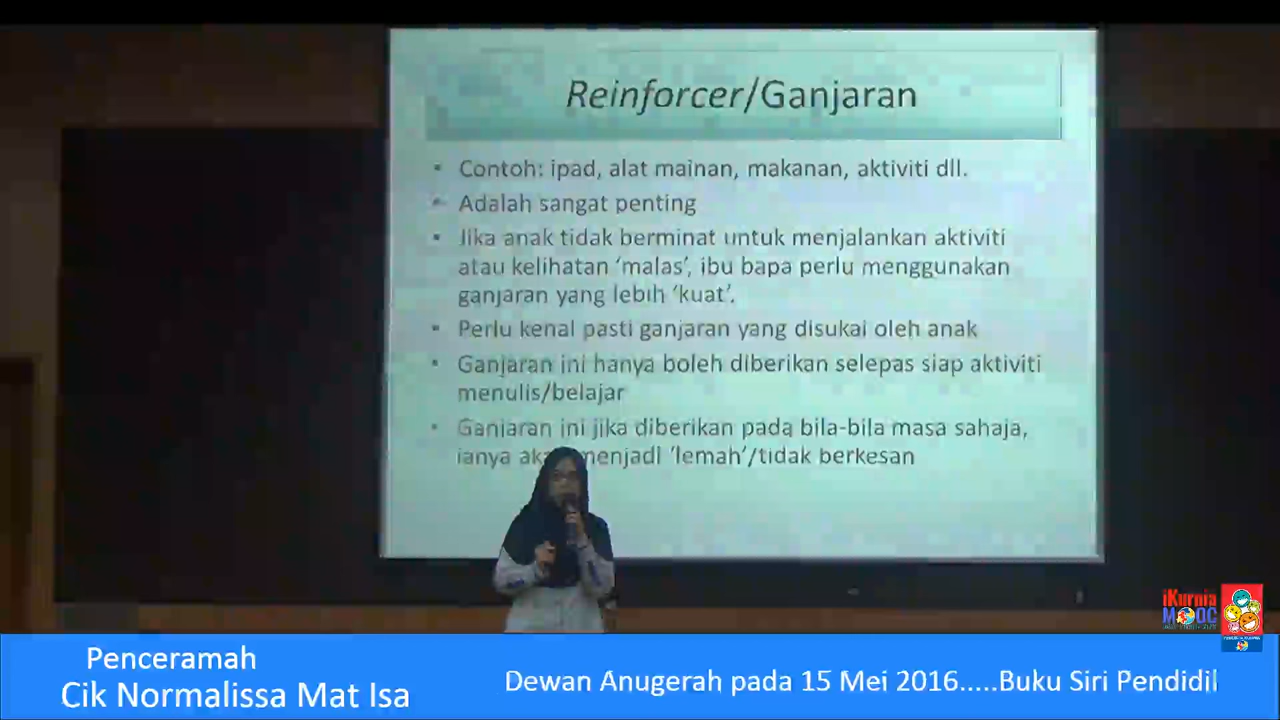 Reinforcer/Ganjaran
• Contoh: ipad, alat mainan, makanan, aktiviti dll.
• Adalah sangat penting
• Jika anak tidak berminat untuk menjalankan aktiviti
atau kelihatan ‘malas’, ibu bapa perlu menggunakan
ganjaran yang lebih ‘kuat’.
• Perlu kenal pasti ganjaran yang disukai oleh anak
• Ganjaran ini hanya boleh diberikan selepas siap aktiviti
menulis/belajar
• Ganjaran ini jika diberikan pada bila-bila masa sahaja,
ianya menjadi ‘lemah’/tidak berkesan
iKurnia
MOOC
Penceramah
Cik Normalissa Mat Isa
Dewan Anugerah pada 15 Mei 2016.....Buku Siri Pendidi